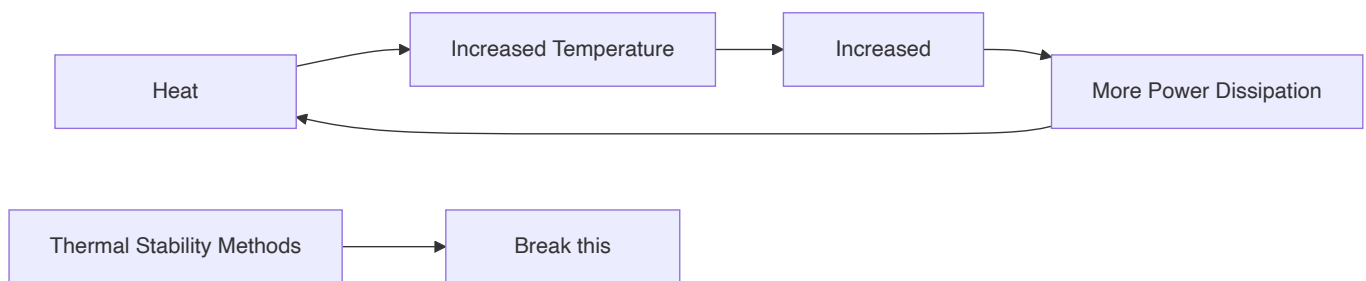 Heat
Increased Temperature
Increased
More Power Dissipation
Thermal Stability Methods
Break this